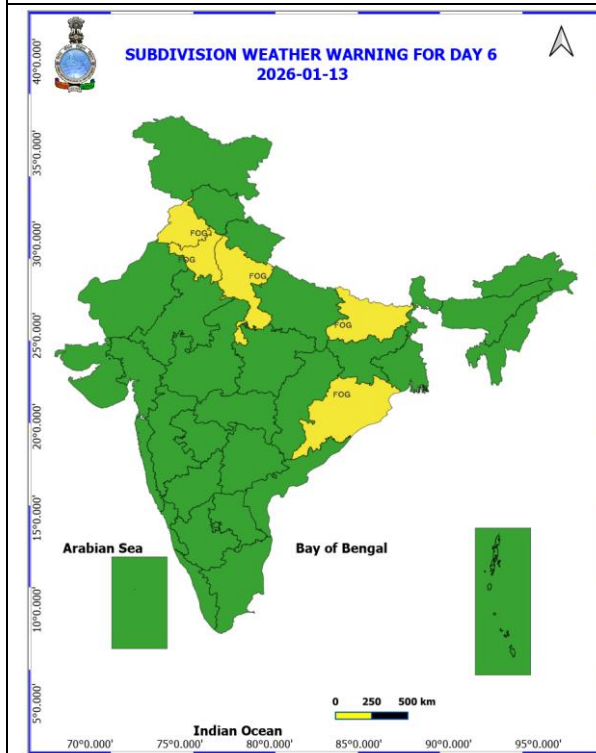 SUBDIVISION WEATHER WARNING FOR DAY 6
2026-01-13
40°0.000'
35°0.000'
30°0.000'
25°0.000'
20°0.000'
15°0.000'
10°0.000'
5°0.000'
FOG
FOG
FOG
FOG
FOG
Arabian Sea
Bay of Bengal
0 250 500 km
Indian Ocean
70°0.000' 75°0.000' 80°0.000' 85°0.000' 90°0.000' 95°0.000'